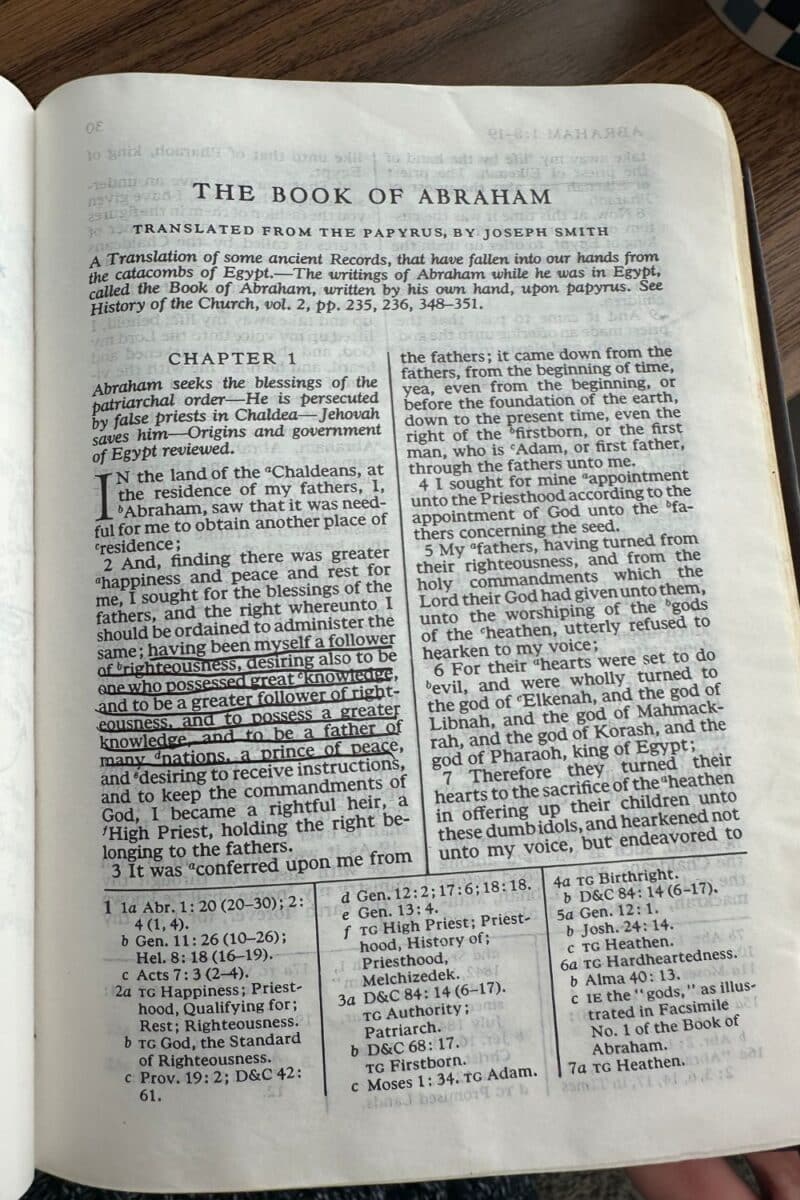 THE BOOK OF ABRAHAM
TRANSLATED FROM THE PAPYRUS, BY JOSEPH SMITH
A Translation of some ancient Records, that have fallen into our hands from
the catacombs of Egypt.—The writings of Abraham while he was in Egypt,
called the Book of Abraham, written by his own hand, upon papyrus. See
History of the Church, vol. 2, pp. 235, 236, 348–351.
CHAPTER 1
Abraham seeks the blessings of the
patriarchal order—He is persecuted
by false priests in Chaldea—Jehovah
saves him—Origins and government
of Egypt reviewed.
IN the land of the aChaldeans, at
the residence of my fathers, I,
bAbraham, saw that it was need-
ful for me to obtain another place of
cresidence;
2 And, finding there was greater
ahappiness and peace and rest for
me, I sought for the blessings of the
fathers, and the right whereunto I
should be ordained to administer the
same; having been myself a follower
of brighteousness, desiring also to be
one who possessed great cknowledge,
and to be a greater follower of right-
eousness, and to possess a greater
knowledge, and to be a father of
many dnations, a prince of peace,
and edesiring to receive instructions,
and to keep the commandments of
God, I became a rightful heir, a
fHigh Priest, holding the right be-
longing to the fathers.
3 It was aconferred upon me from
the fathers; it came down from the
fathers, from the beginning of time,
yea, even from the beginning, or
before the foundation of the earth,
down to the present time, even the
right of the bfirstborn, or the first
man, who is cAdam, or first father,
through the fathers unto me.
4 I sought for mine aappointment
unto the Priesthood according to the
appointment of God unto the bfa-
thers concerning the seed.
5 My afathers, having turned from
their righteousness, and from the
holy commandments which the
Lord their God had given unto them,
unto the worshiping of the bgods
of the cheathen, utterly refused to
hearken to my voice;
6 For their ahearts were set to do
bevil, and were wholly turned to
the god of cElkenah, and the god of
Libnah, and the god of Mahmack-
rah, and the god of Korash, and the
god of Pharaoh, king of Egypt;
7 Therefore they turned their
hearts to the sacrifice of the aheathen
in offering up their children unto
these dumb idols, and hearkened not
unto my voice, but endeavored to
1 1a Abr. 1: 20 (20–30); 2:
4 (1, 4).
b Gen. 11: 26 (10–26);
Hel. 8: 18 (16–19).
c Acts 7: 3 (2–4).
2a TG Happiness; Priest-
hood, Qualifying for;
Rest; Righteousness.
b TG God, the Standard
of Righteousness.
c Prov. 19: 2; D&C 42:
61.
d Gen. 12: 2; 17: 6; 18: 18.
e Gen. 13: 4.
f TG High Priest; Priest-
hood, History of;
Priesthood,
Melchizedek.
3a D&C 84: 14 (6–17).
TG Authority;
Patriarch.
b D&C 68: 17.
TG Firstborn.
c Moses 1: 34. TG Adam.
4a TG Birthright.
b D&C 84: 14 (6–17).
5a Gen. 12: 1.
b Josh. 24: 14.
c TG Heathen.
6a TG Hardheartedness.
b Alma 40: 13.
c IE the "gods," as illus-
trated in Facsimile
No. 1 of the Book of
Abraham.
7a TG Heathen.